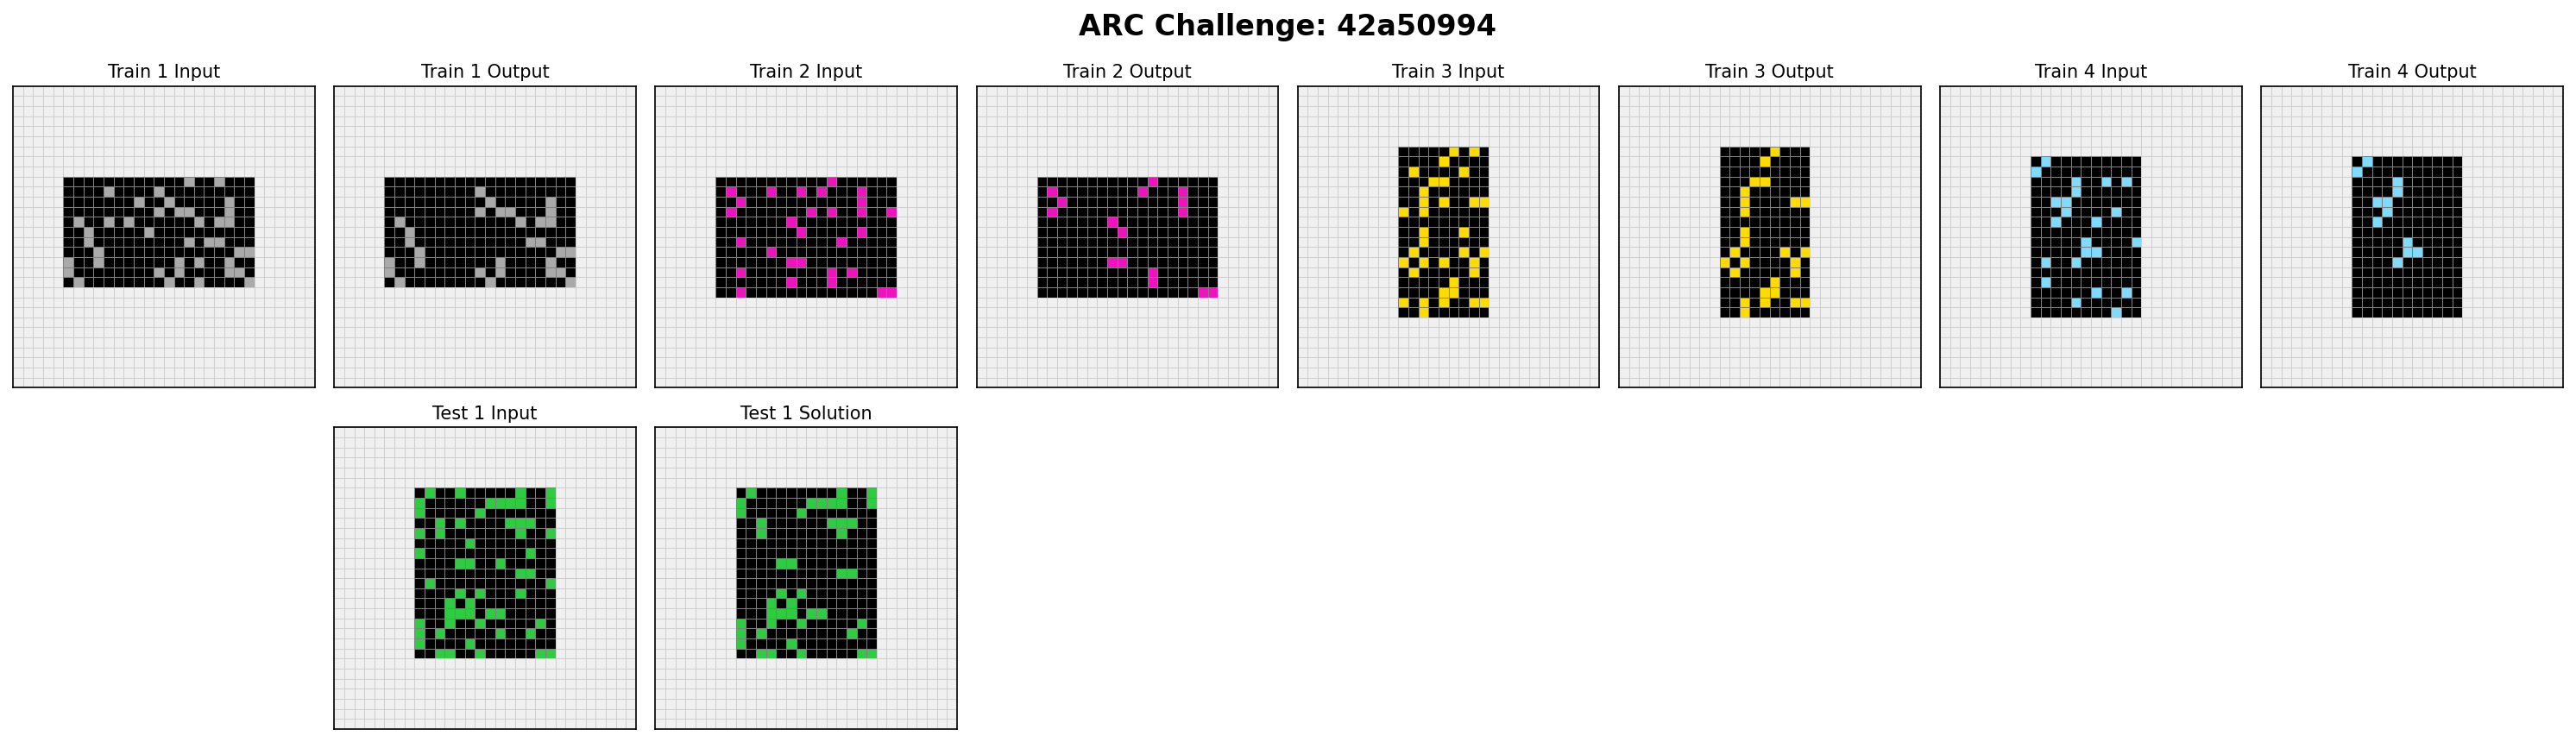 ARC Challenge: 42a50994
Train 1 Input
Train 1 Output
Train 2 Input
Train 2 Output
Train 3 Input
Train 3 Output
Train 4 Input
Train 4 Output
Test 1 Input
Test 1 Solution